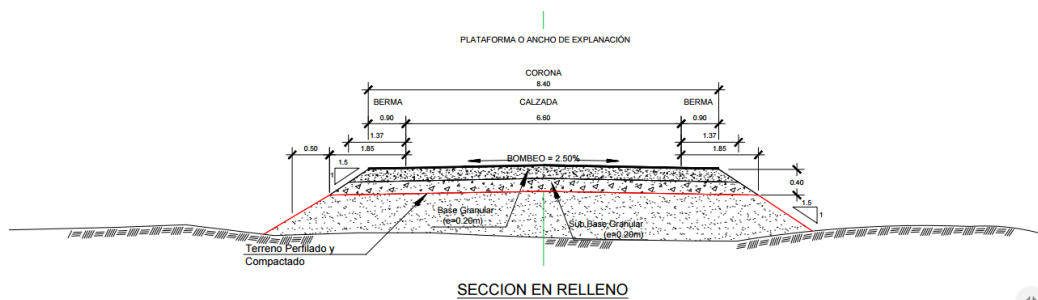 PLATAFORMA O ANCHO DE EXPLANACIÓN
CORONA
8.40
BERMA
CALZADA
BERMA
0.90
6.60
0.90
1.37
1.37
0.50
1.85
1.85
1.5
1
BOMBEO = 2.50%
0.40
1.5
1
Base Granular
(e=0.20m)
Sub Base Granular
(e=0.20m)
Terreno Perfilado y
Compactado
SECCION EN RELLENO